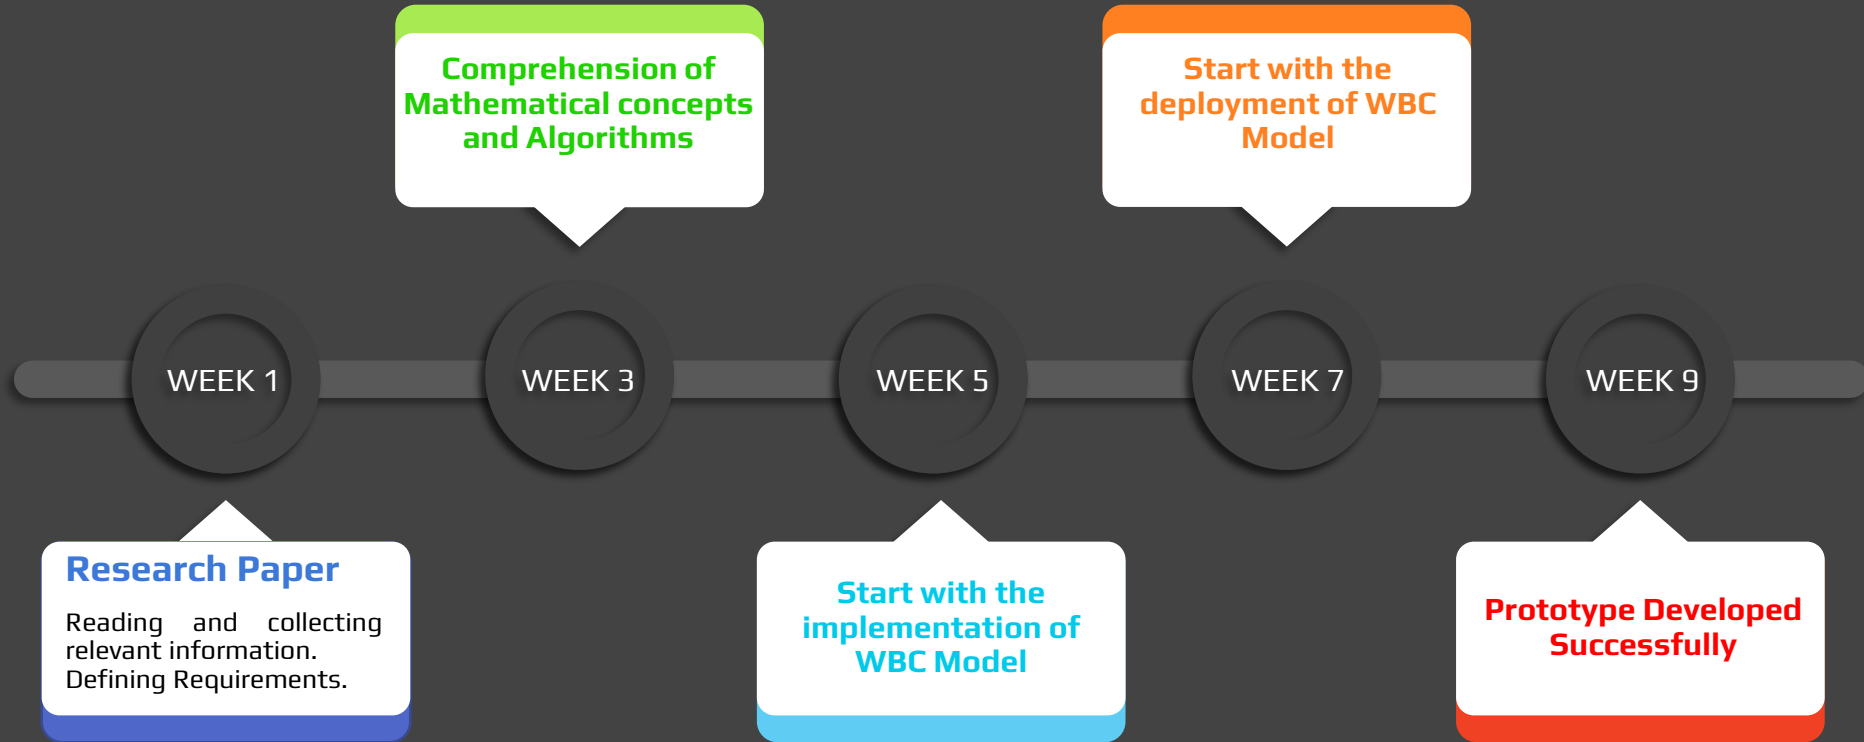 Comprehension of
Mathematical concepts
and Algorithms
Start with the
deployment of WBC
Model
WEEK 1
WEEK 3
WEEK 5
WEEK 7
WEEK 9
Research Paper
Reading and collecting
relevant information.
Defining Requirements.
Start with the
implementation of
WBC Model
Prototype Developed
Successfully